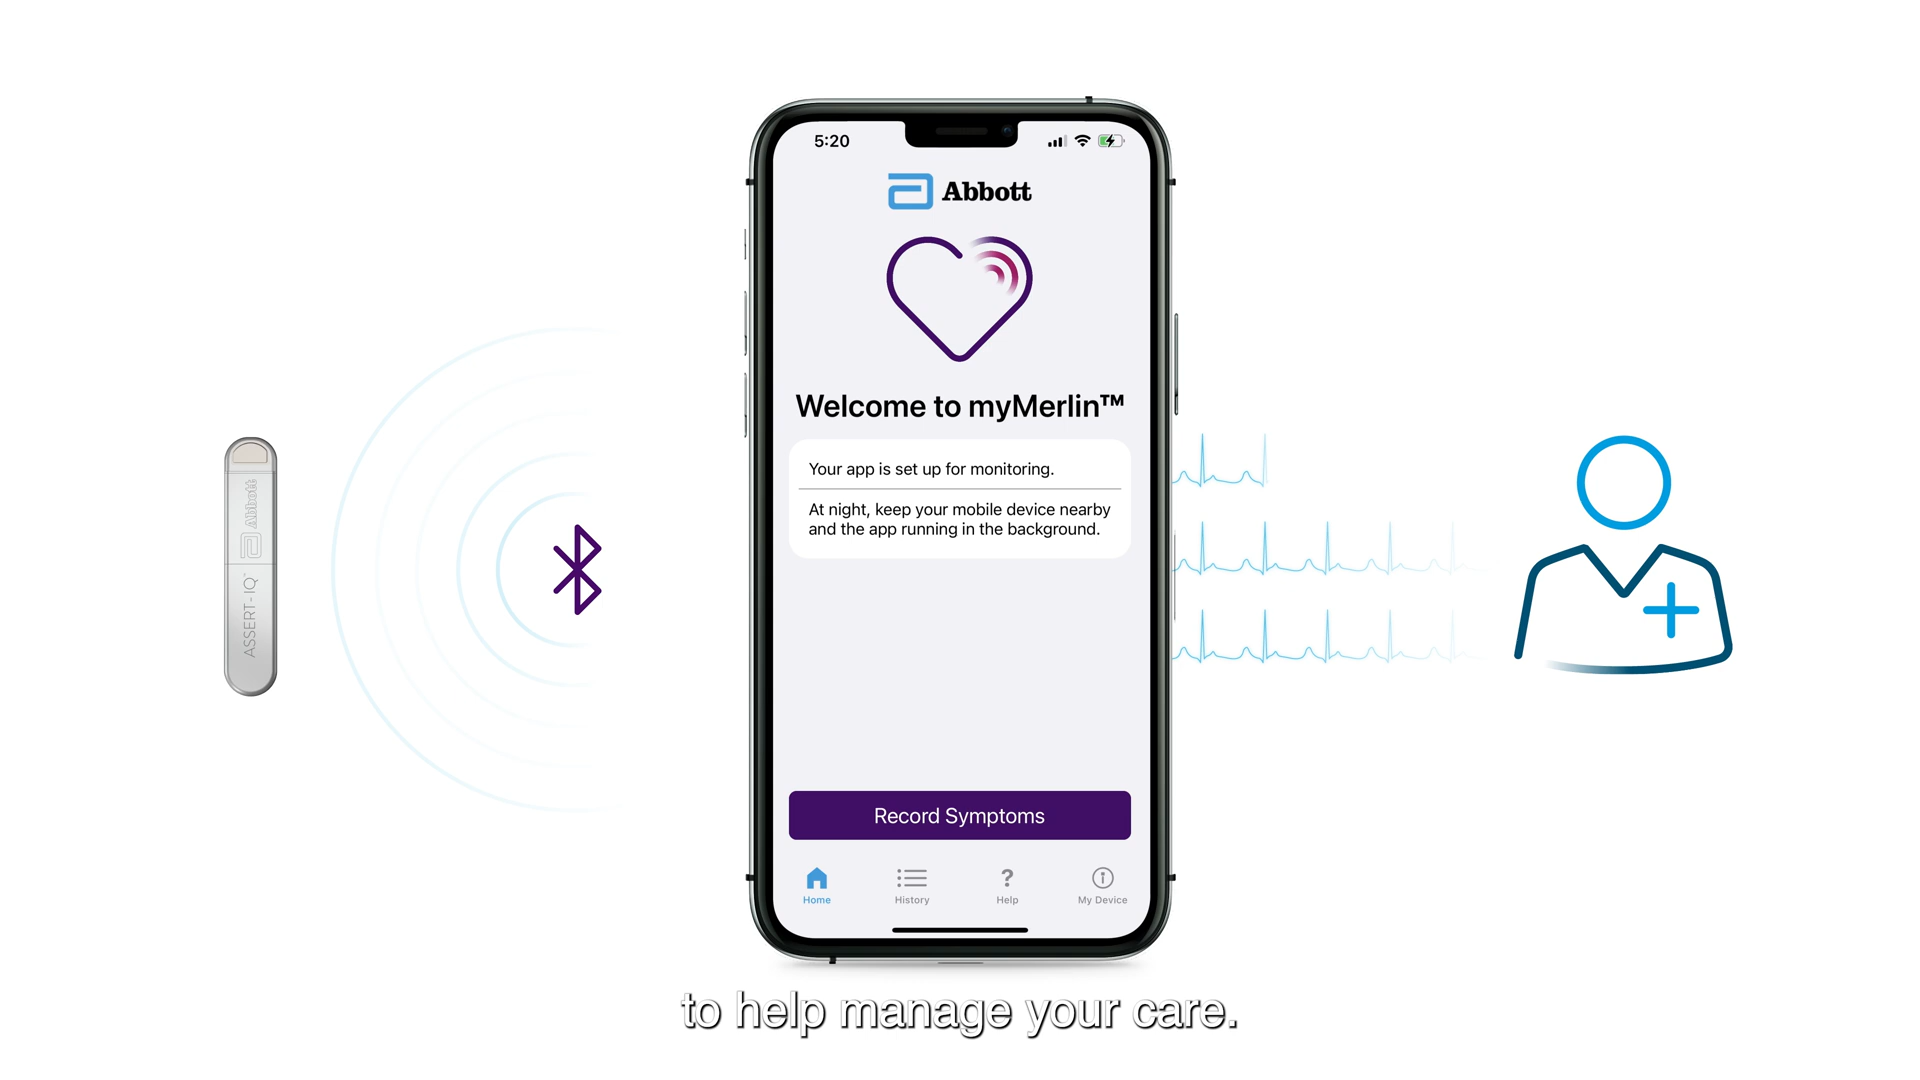 5:20
Abbott
Welcome to myMerlin™
Your app is set up for monitoring.
At night, keep your mobile device nearby
and the app running in the background.
Abbott
ASSERT-IQ™
Record Symptoms
Home
History
Help
My Device
to help manage your care.